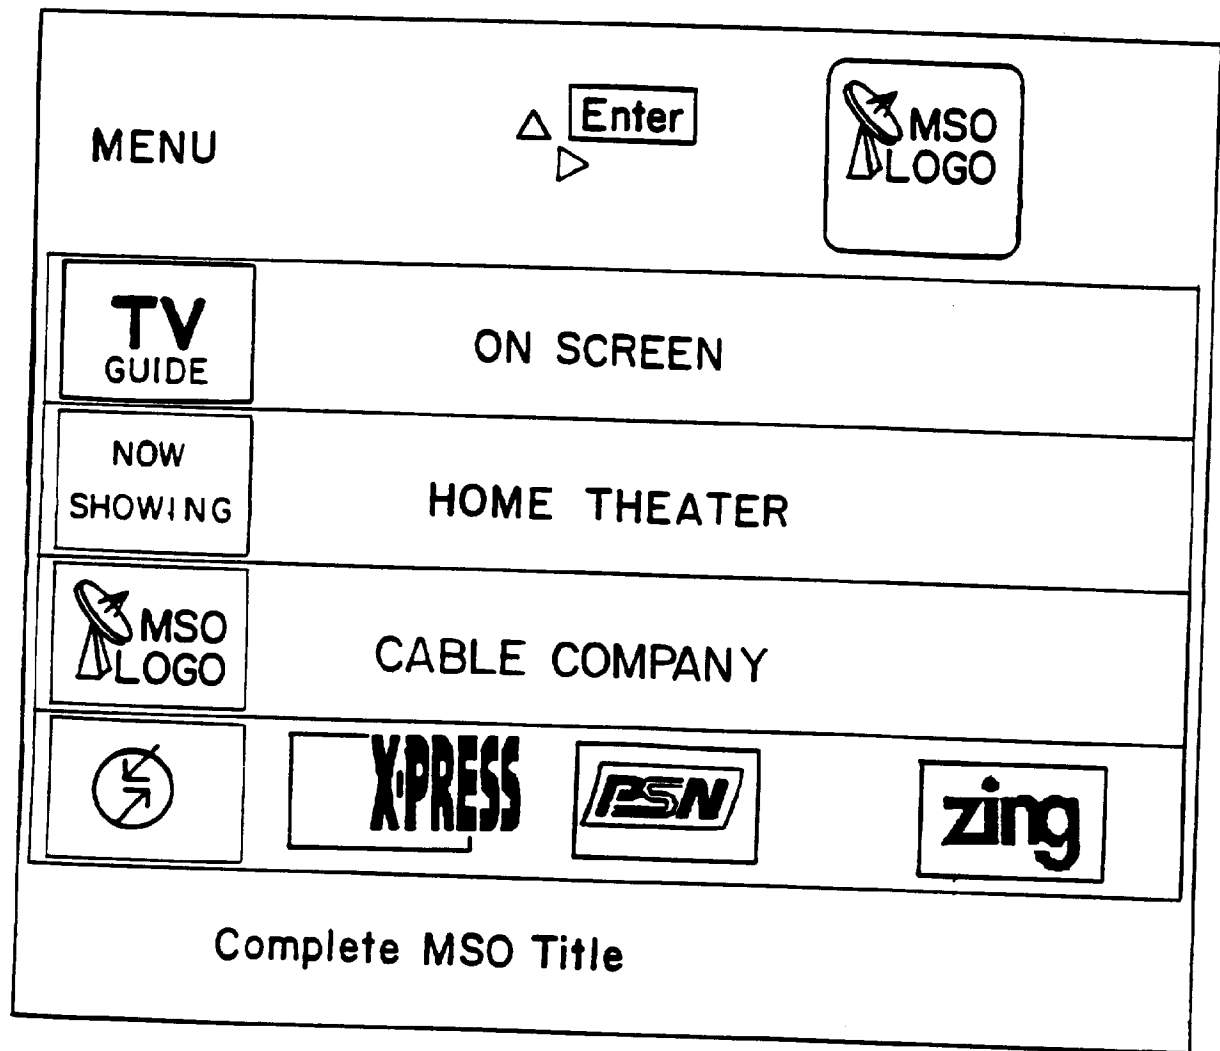 MENU
Enter
MSO
LOGO
TV
GUIDE
ON SCREEN
NOW
SHOWING
HOME THEATER
MSO
LOGO
CABLE COMPANY
X·PRESS
PSN
zing
Complete MSO Title